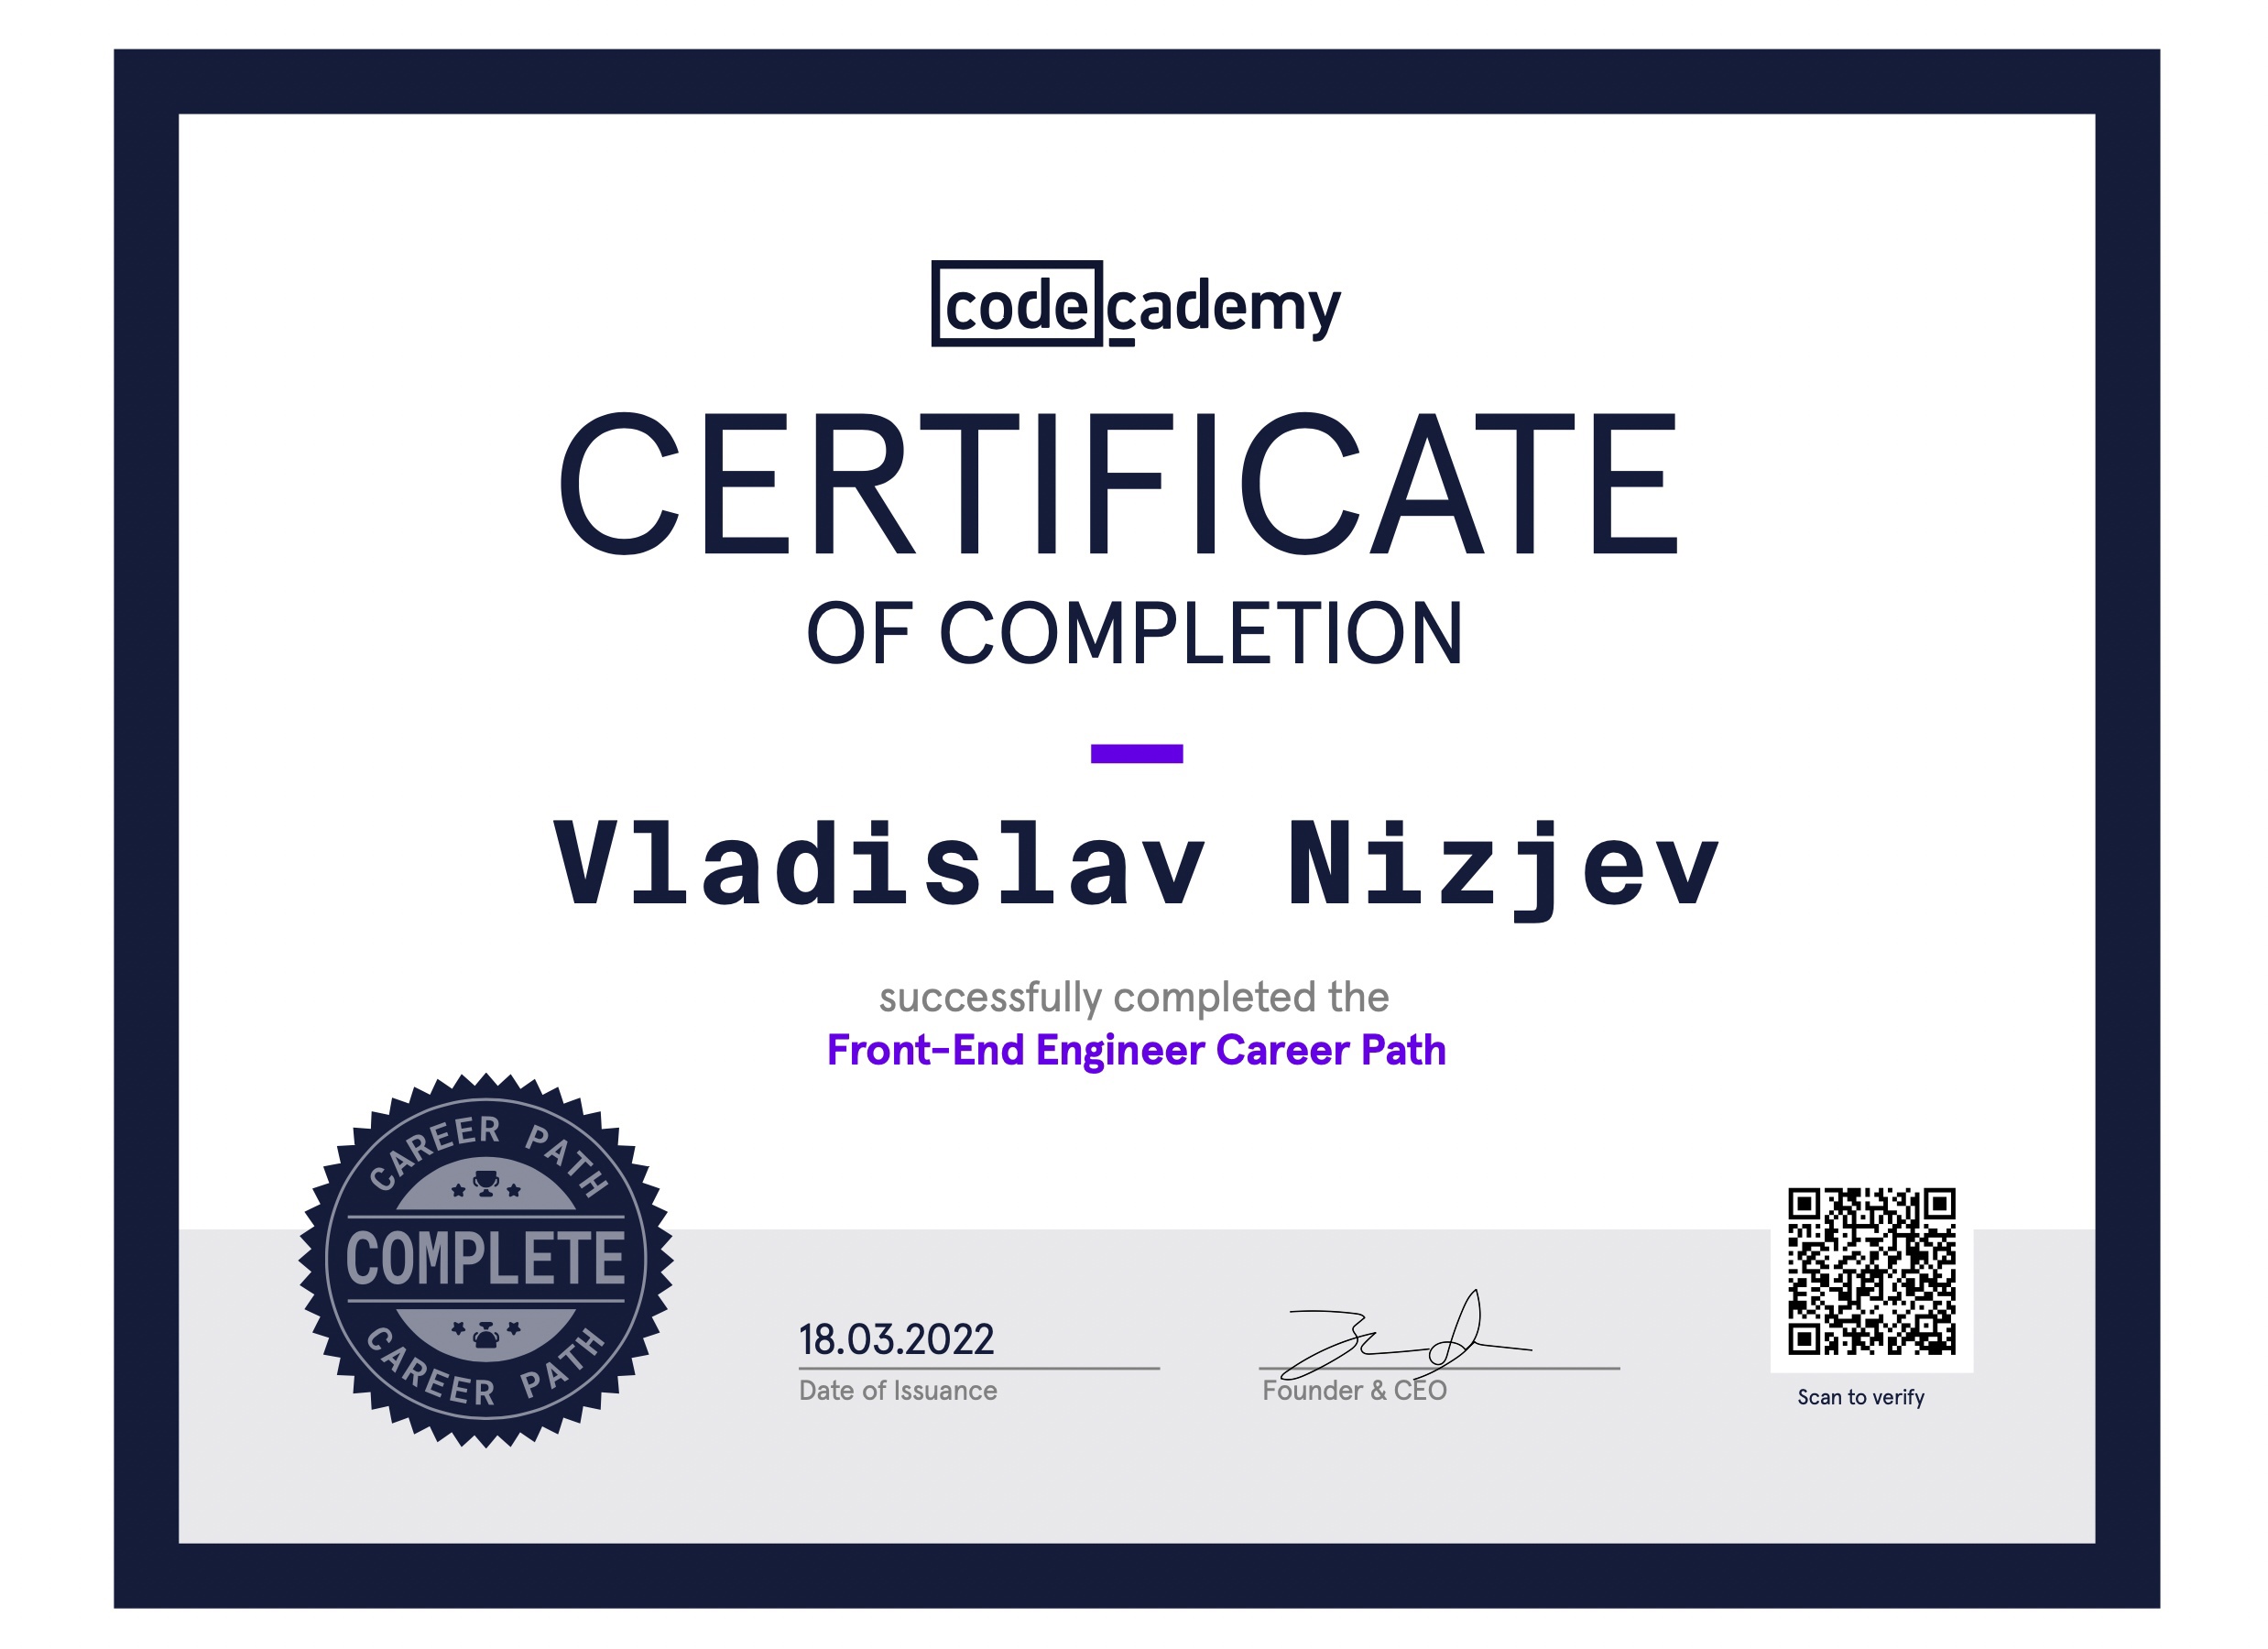 codecademy
CERTIFICATE
OF COMPLETION
Vladislav Nizjev
successfully completed the
Front-End Engineer Career Path
CAREER PATH
COMPLETE
CAREER PATH
18.03.2022
Date of Issuance
Founder & CEO
Scan to verify